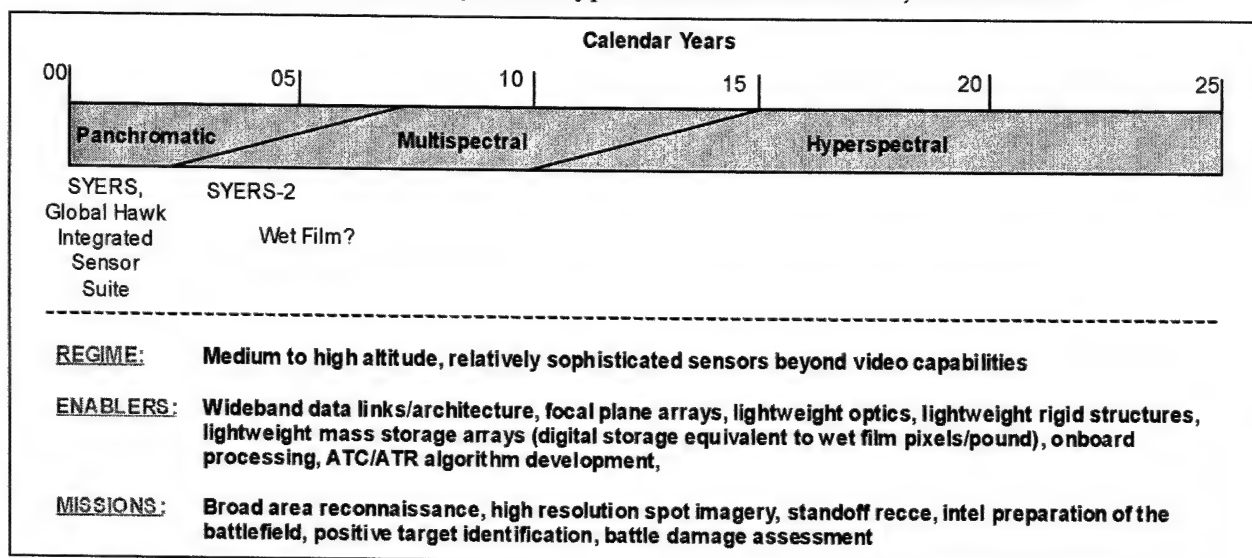 Calendar Years
00 05 10 15 20 25
Panchromatic Multispectral Hyperspectral
SYERS,
Global Hawk
Integrated
Sensor
Suite
SYERS-2
Wet Film?
REGIME: Medium to high altitude, relatively sophisticated sensors beyond video capabilities
ENABLERS: Wideband data links/architecture, focal plane arrays, lightweight optics, lightweight rigid structures,
lightweight mass storage arrays (digital storage equivalent to wet film pixels/pound), onboard
processing, ATC/ATR algorithm development,
MISSIONS: Broad area reconnaissance, high resolution spot imagery, standoff recce, intel preparation of the
battlefield, positive target identification, battle damage assessment